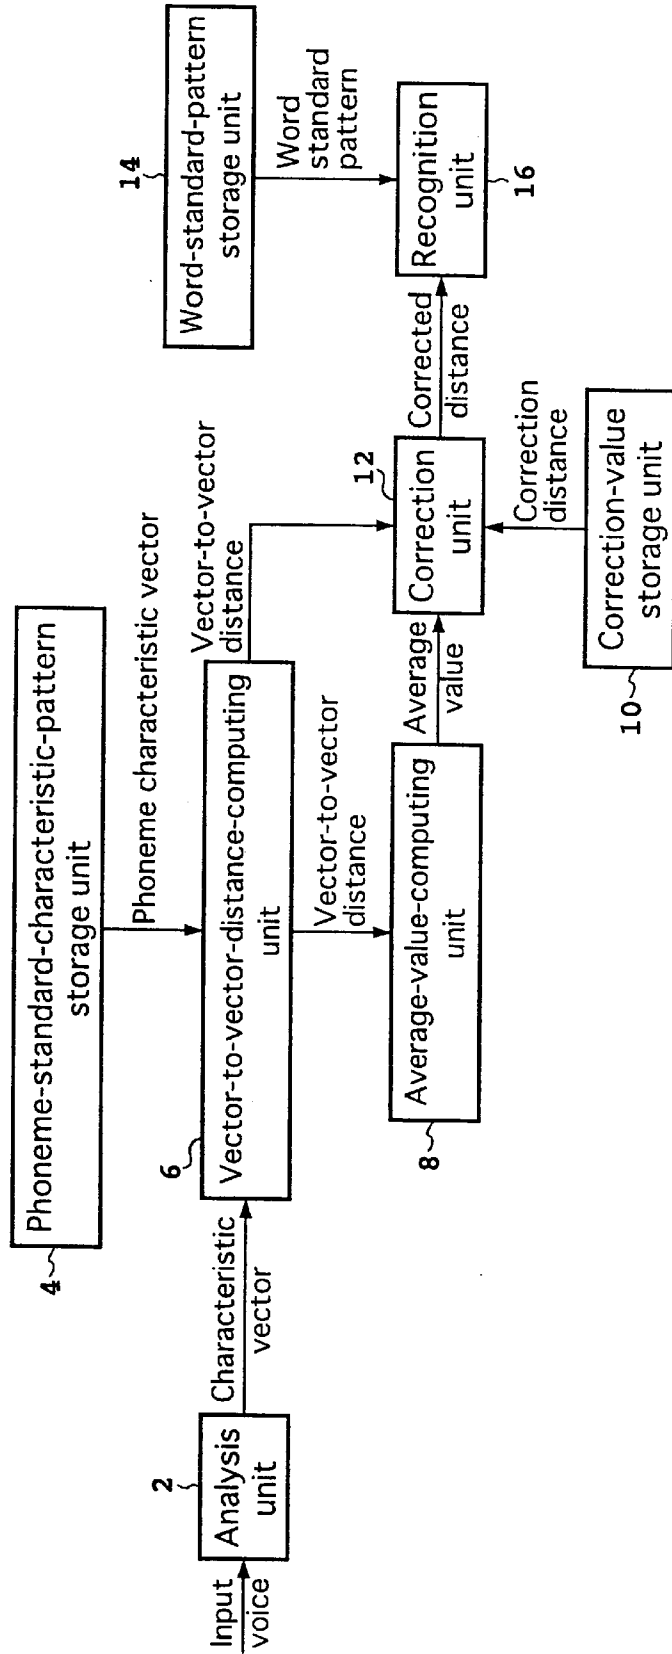 Input
voice
2
Analysis
unit
Characteristic
vector
4
Phoneme-standard-characteristic-pattern
storage unit
Phoneme characteristic vector
6
Vector-to-vector-distance-computing
unit
Vector-to-vector
distance
Vector-to-vector
distance
8
Average-value-computing
unit
Average
value
12
Correction
unit
Correction
distance
10
Correction-value
storage unit
Corrected
distance
14
Word-standard-pattern
storage unit
Word
standard
pattern
Recognition
unit
16